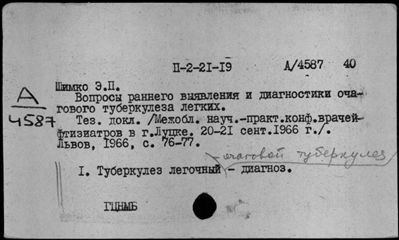 П-2-21-19 А/4587 40
Шимко Э.П.
А
4587
Вопросы раннего выявления и диагностики оча-
гового туберкулеза легких.
Тез. докл. /Межобл. науч.-практ.конф.врачей-
фтизиатров в г.Луцке. 20-21 сент.1966 г./.
Львов, 1966, с. 76-77.
очаговой туберкулез
I. Туберкулез легочный - диагноз.
ГЦНМБ